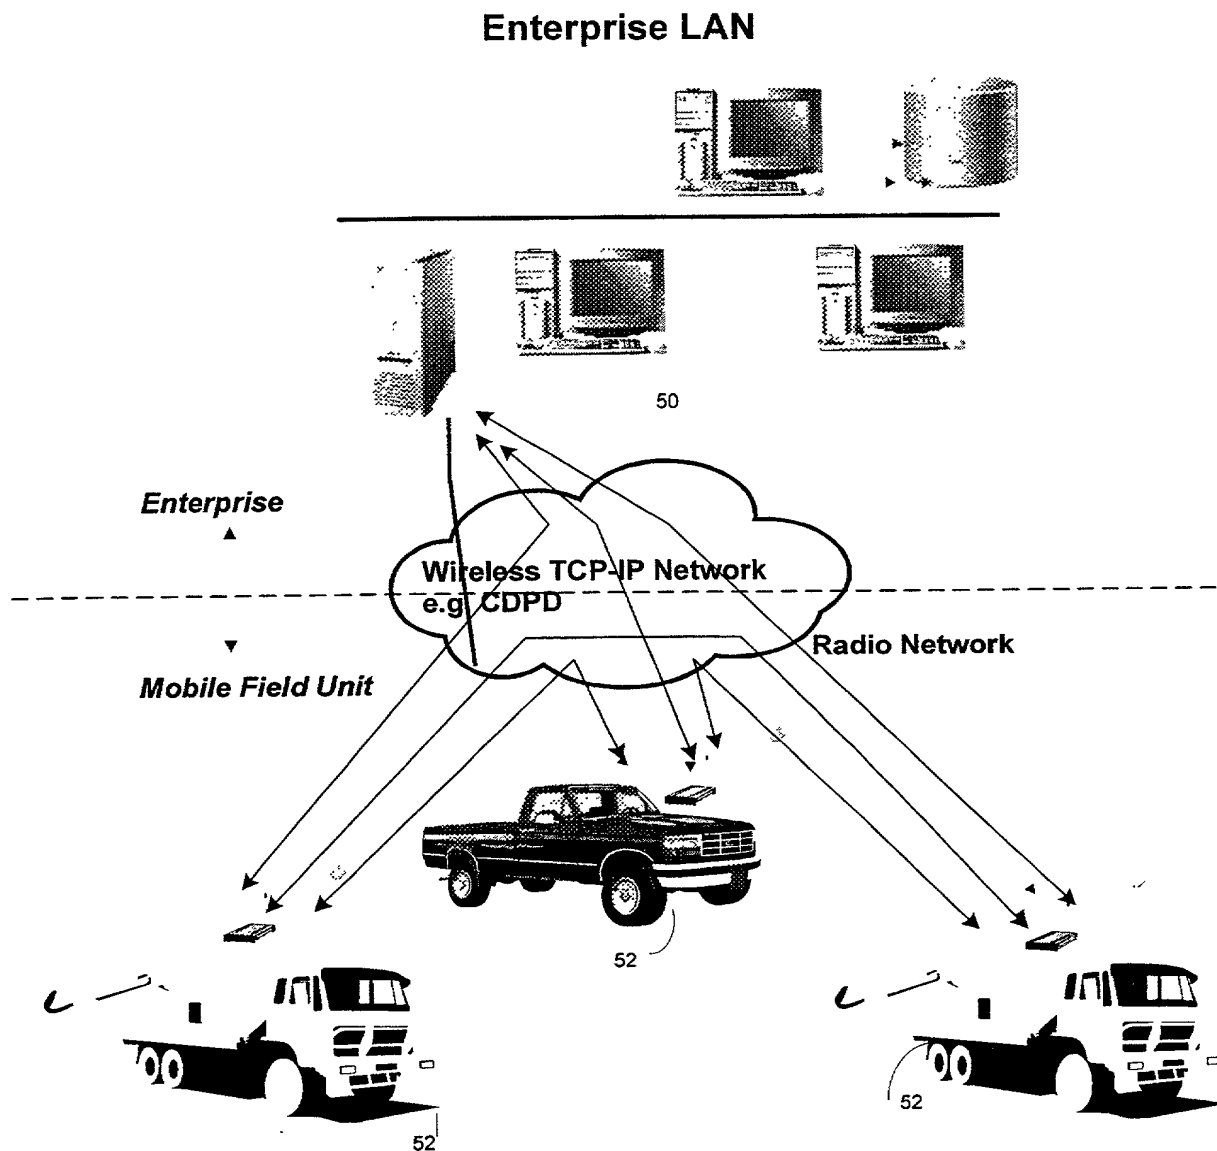 Enterprise LAN
50
Enterprise
Wireless TCP-IP Network
e.g. CDPD
Radio Network
Mobile Field Unit
52
52
52